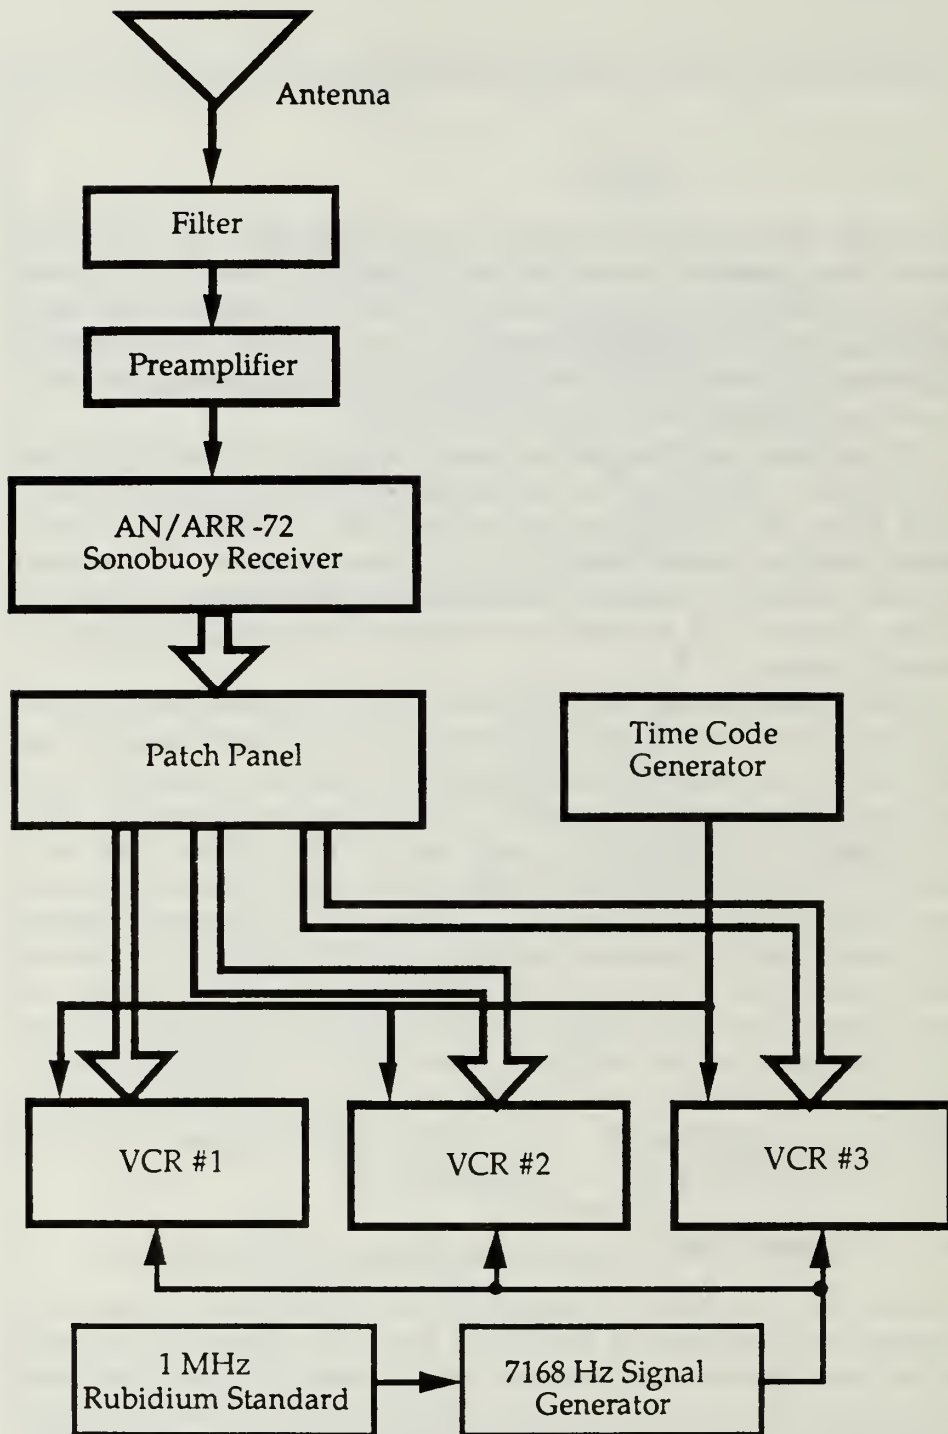 Antenna
Filter
Preamplifier
AN/ARR -72
Sonobuoy Receiver
Patch Panel
Time Code
Generator
VCR #1
VCR #2
VCR #3
1 MHz
Rubidium Standard
7168 Hz Signal
Generator